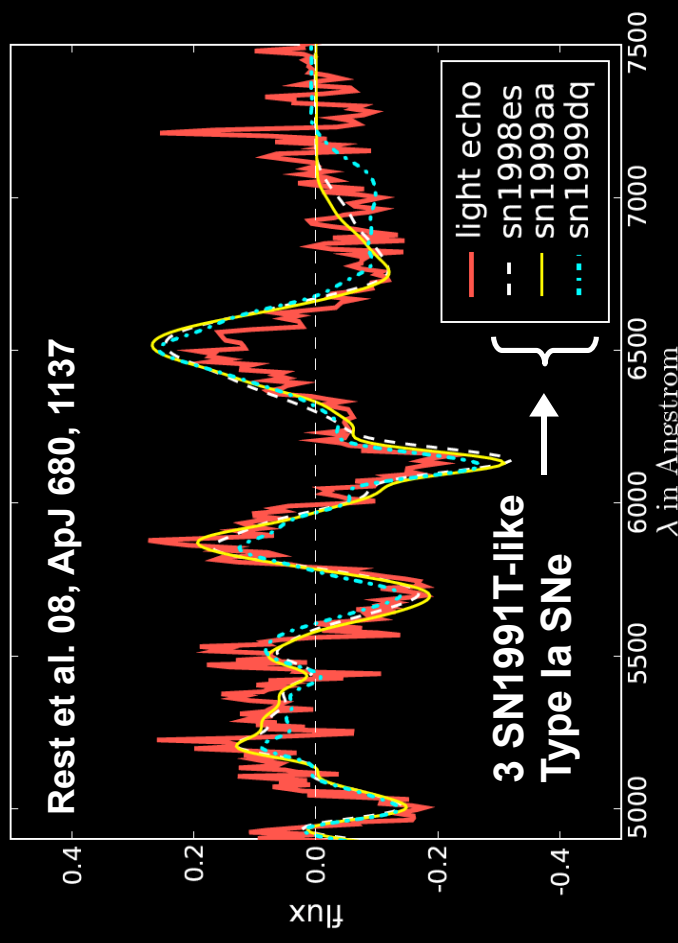 Rest et al. 08, ApJ 680, 1137
0.4
0.2
0.0
-0.2
-0.4
flux
light echo
sn1998es
sn1999aa
sn1999dq
3 SN1991T-like
Type Ia SNe
5000 5500 6000 6500 7000 7500
λ in Angstrom